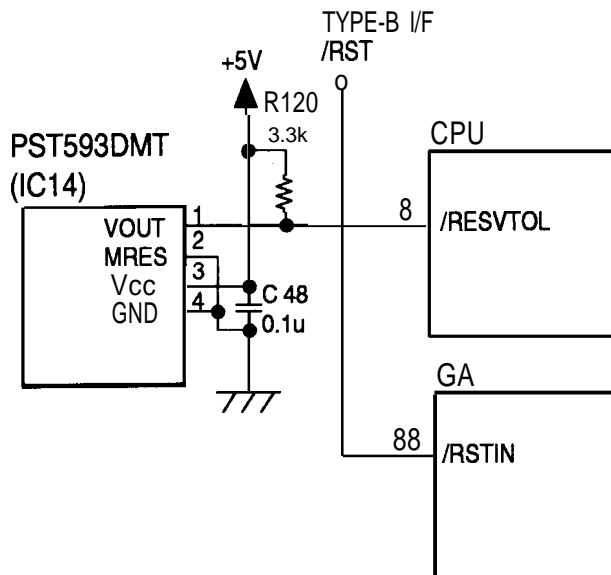 TYPE-B I/F
/RST
+5V
R120
3.3k
PST593DMT
(IC14)
CPU
VOUT
1
8
/RESVTOL
MRES
2
Vcc
3
GND
4
C 48
0.1u
GA
88
/RSTIN